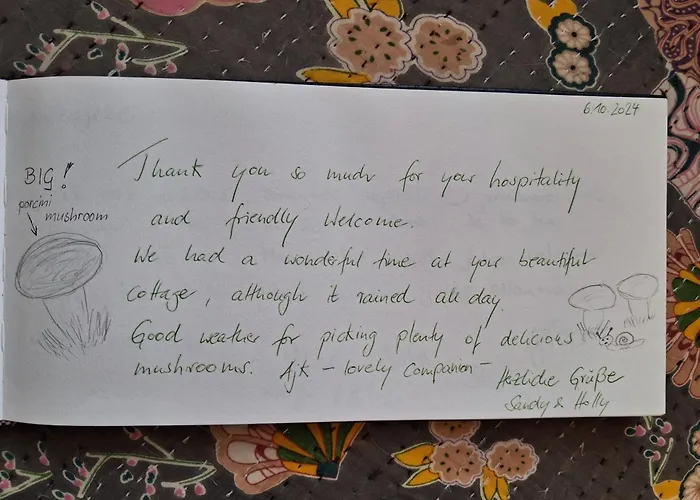 6.10.2024
BIG!
porcini
mushroom
Thank you so much for your hospitality
and friendly Welcome.
We had a wonderful time at your beautiful
cottage, although it rained all day.
Good weather for picking plenty of delicious
mushrooms. Ajk – lovely Companion –
Herzliche Grüße
Sandy & Holly